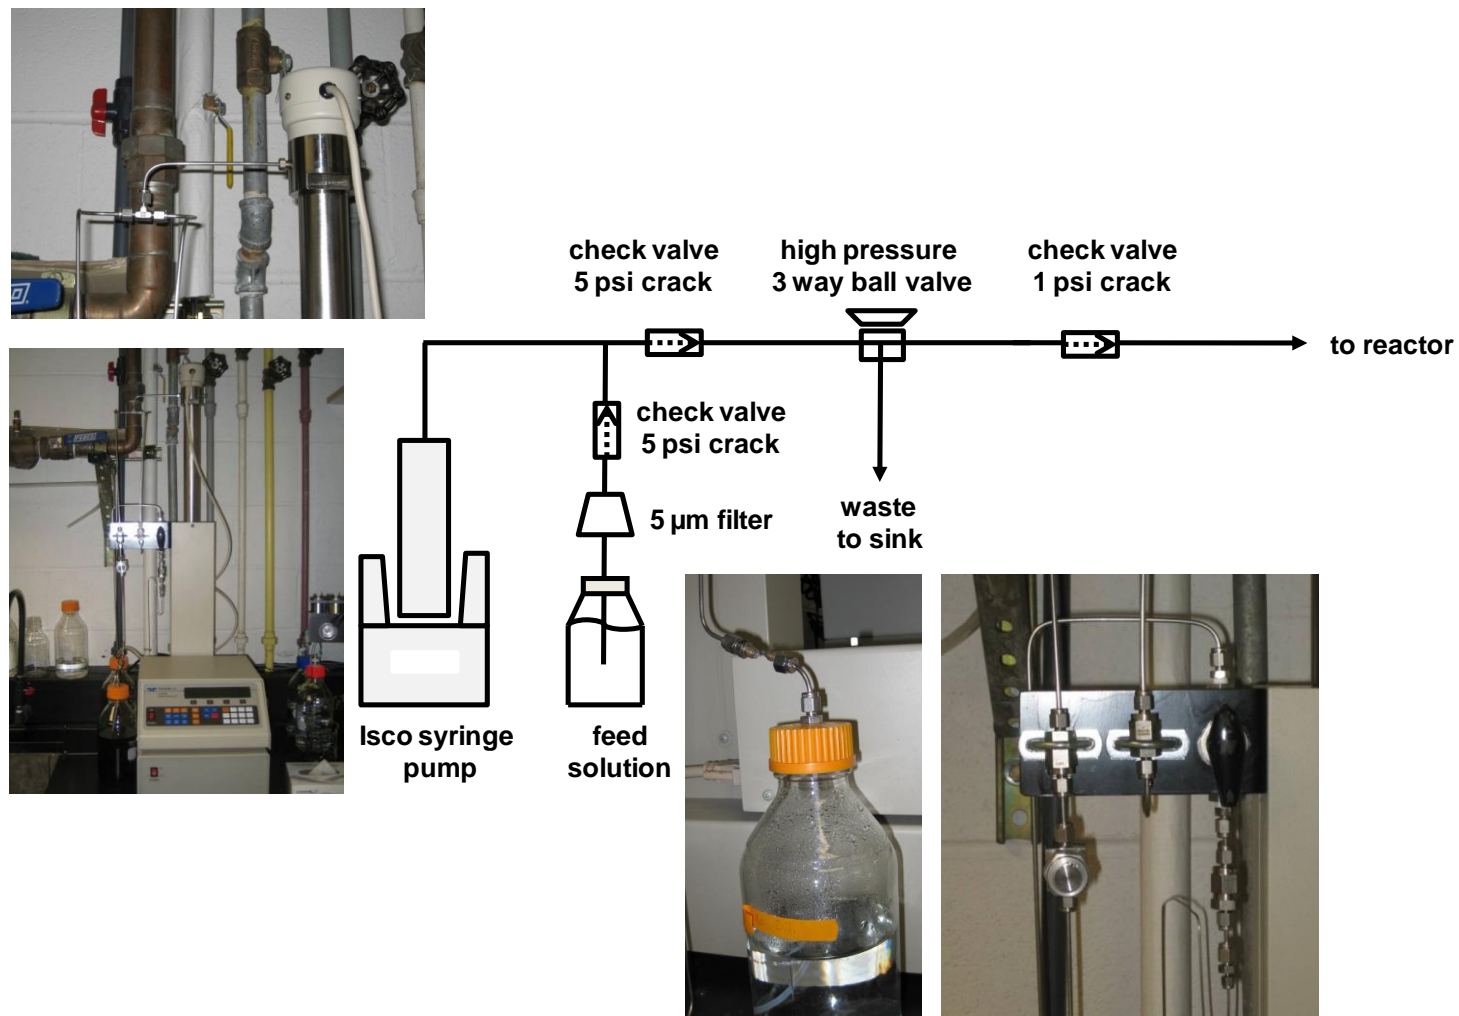 check valve
5 psi crack
high pressure
3 way ball valve
check valve
1 psi crack
to reactor
check valve
5 psi crack
5 µm filter
waste
to sink
Isco syringe
pump
feed
solution